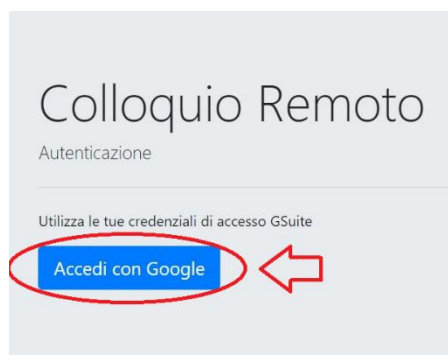 Colloquio Remoto
Autenticazione
Utilizza le tue credenziali di accesso GSuite
Accedi con Google